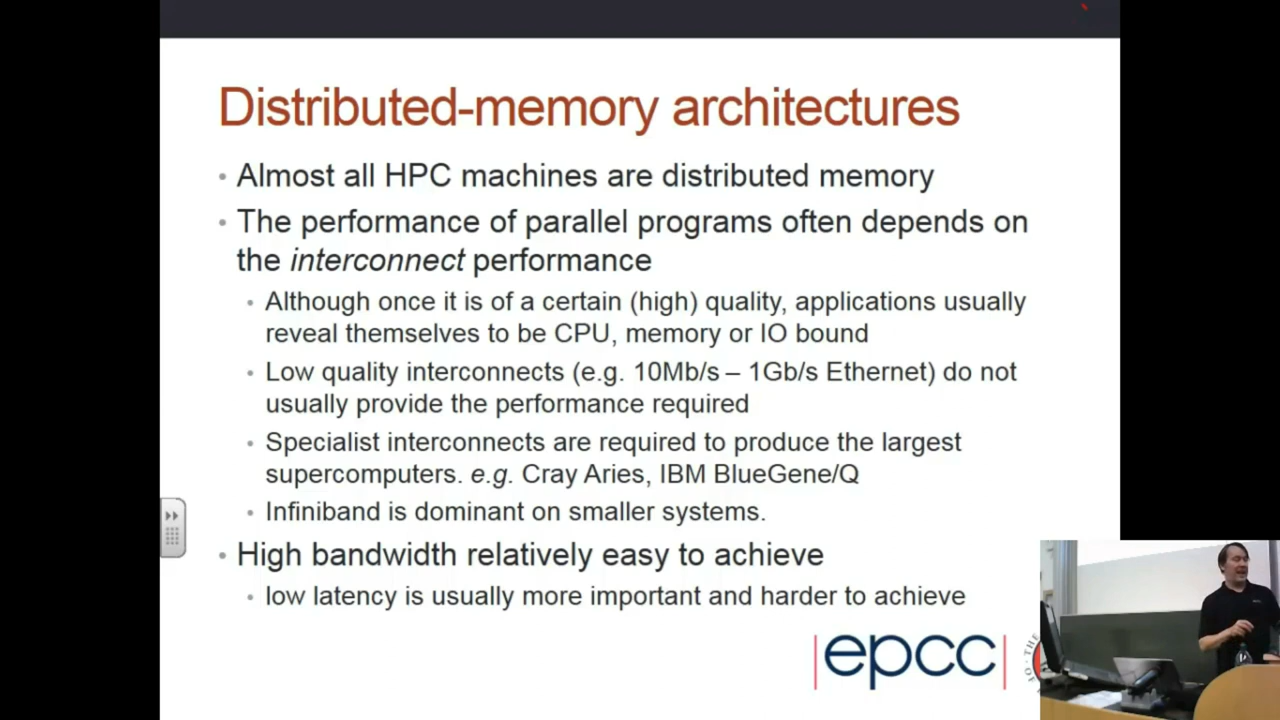 Distributed-memory architectures
• Almost all HPC machines are distributed memory
• The performance of parallel programs often depends on
the interconnect performance
• Although once it is of a certain (high) quality, applications usually
reveal themselves to be CPU, memory or IO bound
• Low quality interconnects (e.g. 10Mb/s – 1Gb/s Ethernet) do not
usually provide the performance required
• Specialist interconnects are required to produce the largest
supercomputers. e.g. Cray Aries, IBM BlueGene/Q
• Infiniband is dominant on smaller systems.
• High bandwidth relatively easy to achieve
• low latency is usually more important and harder to achieve
|epcc|
THE